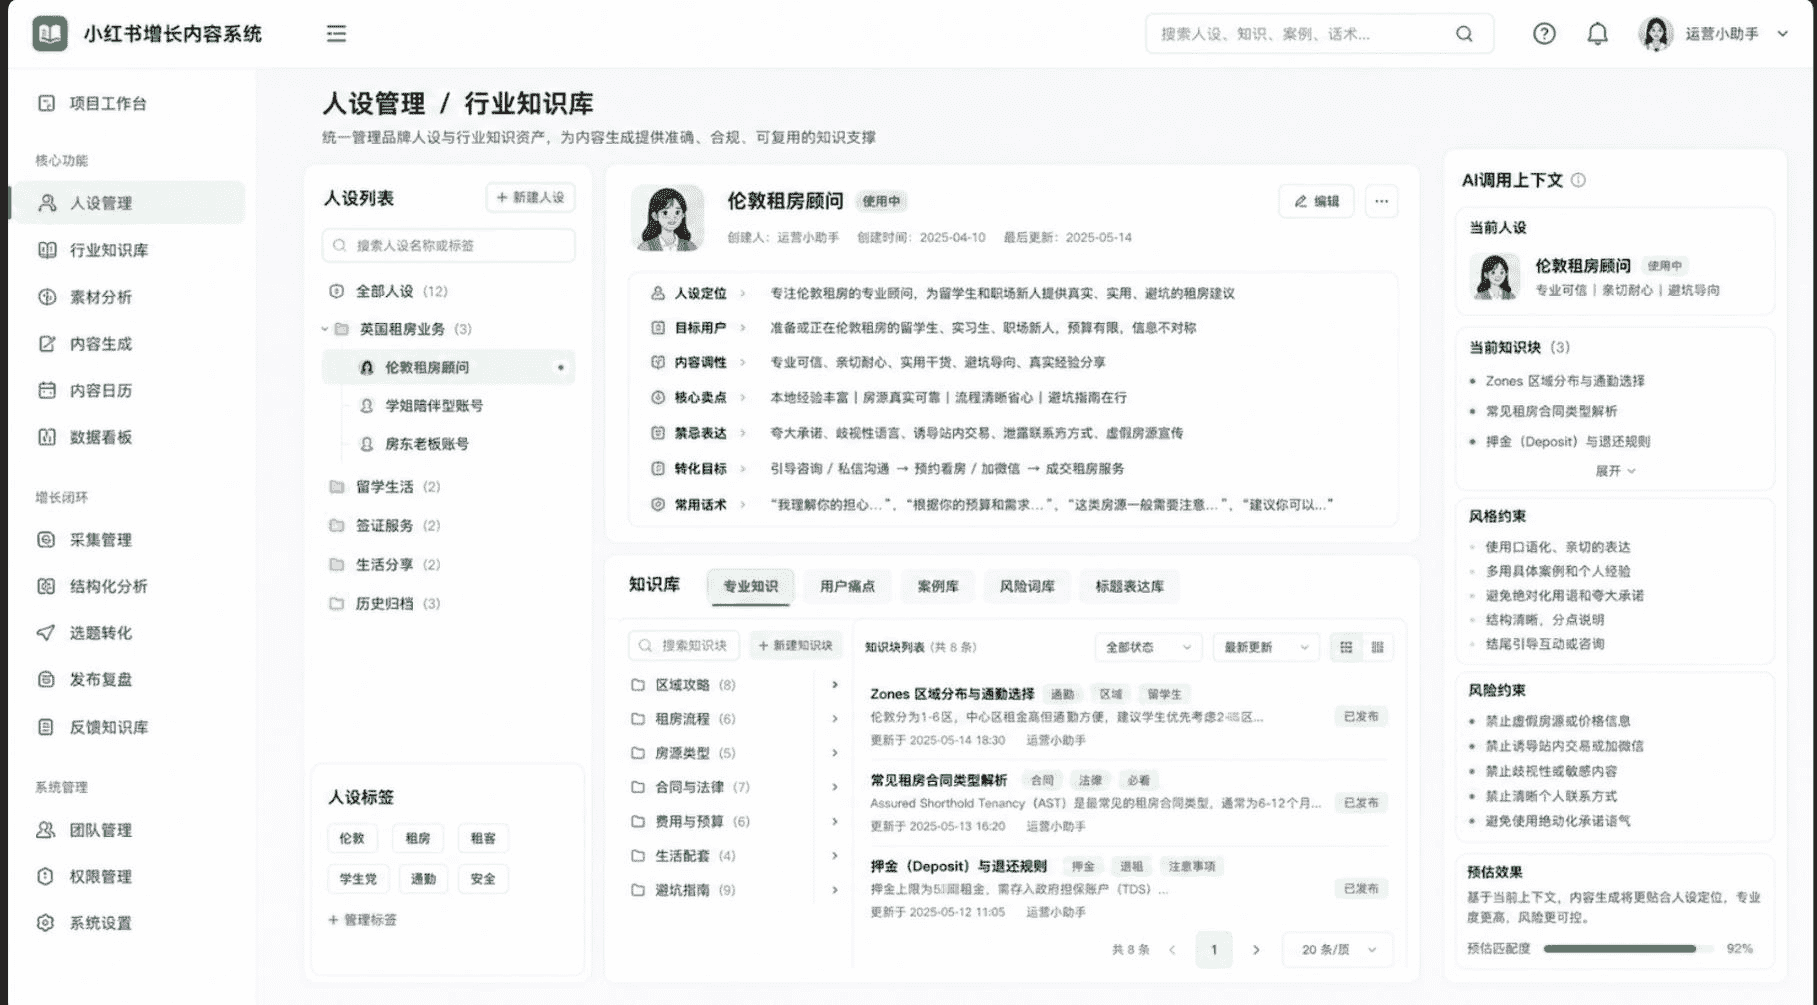 小红书增长内容系统
搜索人设、知识、案例、话术...
运营小助手
项目工作台
核心功能
人设管理
行业知识库
素材分析
内容生成
内容日历
数据看板
增长闭环
采集管理
结构化分析
选题转化
发布复盘
反馈知识库
系统管理
团队管理
权限管理
系统设置
人设管理 / 行业知识库
统一管理品牌人设与行业知识资产，为内容生成提供准确、合规、可复用的知识支撑
人设列表
+ 新建人设
搜索人设名称或标签
全部人设 (12)
英国租房业务 (3)
伦敦租房顾问
学姐陪伴型账号
房东老板账号
留学生活 (2)
签证服务 (2)
生活分享 (2)
历史归档 (3)
人设标签
伦敦 租房 租客
学生党 通勤 安全
+ 管理标签
伦敦租房顾问 使用中
编辑 ...
创建人：运营小助手 创建时间：2025-04-10 最后更新：2025-05-14
人设定位 > 专注伦敦租房的专业顾问，为留学生和职场新人提供真实、实用、避坑的租房建议
目标用户 > 准备或正在伦敦租房的留学生、实习生、职场新人，预算有限，信息不对称
内容调性 > 专业可信、亲切耐心、实用干货、避坑导向、真实经验分享
核心卖点 > 本地经验丰富 | 房源真实可靠 | 流程清晰省心 | 避坑指南在行
禁忌表达 > 夸大承诺、歧视性语言、诱导站内交易、泄露联系方式、虚假房源宣传
转化目标 > 引导咨询 / 私信沟通 → 预约看房 / 加微信 → 成交租房服务
常用话术 > “我理解你的担心...”，“根据你的预算和需求...”，“这类房源一般需要注意...”，“建议你可以...”
知识库 专业知识 用户痛点 案例库 风险词库 标题表达库
搜索知识块 + 新建知识块
区域攻略 (8) >
租房流程 (6) >
房源类型 (5) >
合同与法律 (7) >
费用与预算 (6) >
生活配套 (4) >
避坑指南 (9) >
知识块列表 (共 8 条) 全部状态 最新更新
Zones 区域分布与通勤选择 通勤 区域 留学生
伦敦分为1-6区，中心区租金高但通勤方便，建议学生优先考虑2-区...
已发布
更新于 2025-05-14 18:30 运营小助手
常见租房合同类型解析 合同 法律 必看
Assured Shorthold Tenancy（AST）是最常见的租房合同类型，通常为6-12个月...
已发布
更新于 2025-05-13 16:20 运营小助手
押金（Deposit）与退还规则 押金 退租 注意事项
押金上限为5租金，需存入政府担保账户（TDS）...
已发布
更新于 2025-05-12 11:05 运营小助手
共 8 条 < 1 > 20 条/页
AI调用上下文
当前人设
伦敦租房顾问 使用中
专业可信 | 亲切耐心 | 避坑导向
当前知识块 (3)
Zones 区域分布与通勤选择
常见租房合同类型解析
押金（Deposit）与退还规则
展开
风格约束
使用口语化、亲切的表达
多用具体案例和个人经验
避免绝对化用语和夸大承诺
结构清晰，分点说明
结尾引导互动或咨询
风险约束
禁止虚假房源或价格信息
禁止诱导站内交易或加微信
禁止歧视性或敏感内容
禁止清晰个人联系方式
避免使用绝动化承诺语气
预估效果
基于当前上下文，内容生成将更贴合人设定位，专业
度更高，风险更可控。
预估匹配度 92%